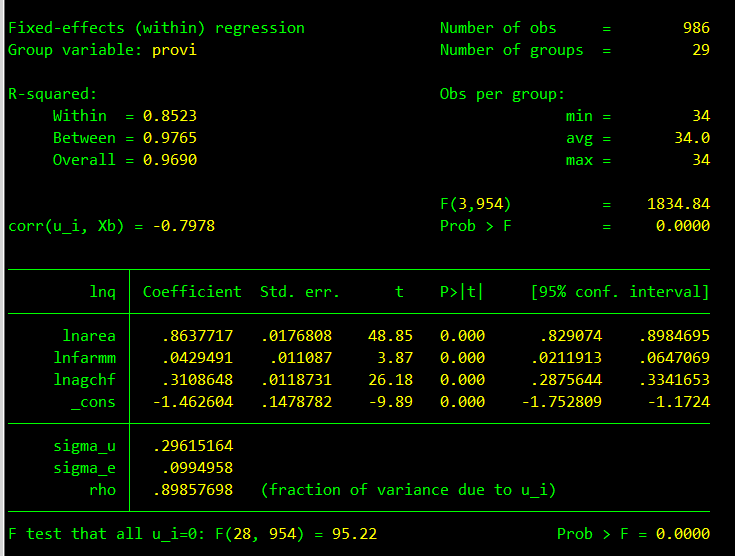 Fixed-effects (within) regression Number of obs = 986
Group variable: provi Number of groups = 29
R-squared: Obs per group:
Within = 0.8523 min = 34
Between = 0.9765 avg = 34.0
Overall = 0.9690 max = 34
F(3,954) = 1834.84
corr(u_i, Xb) = -0.7978 Prob > F = 0.0000
lnq Coefficient Std. err. t P>|t| [95% conf. interval]
lnarea .8637717 .0176808 48.85 0.000 .829074 .8984695
lnfarmm .0429491 .011087 3.87 0.000 .0211913 .0647069
lnagchf .3108648 .0118731 26.18 0.000 .2875644 .3341653
_cons -1.462604 .1478782 -9.89 0.000 -1.752809 -1.1724
sigma_u .29615164
sigma_e .0994958
rho .89857698 (fraction of variance due to u_i)
F test that all u_i=0: F(28, 954) = 95.22 Prob > F = 0.0000